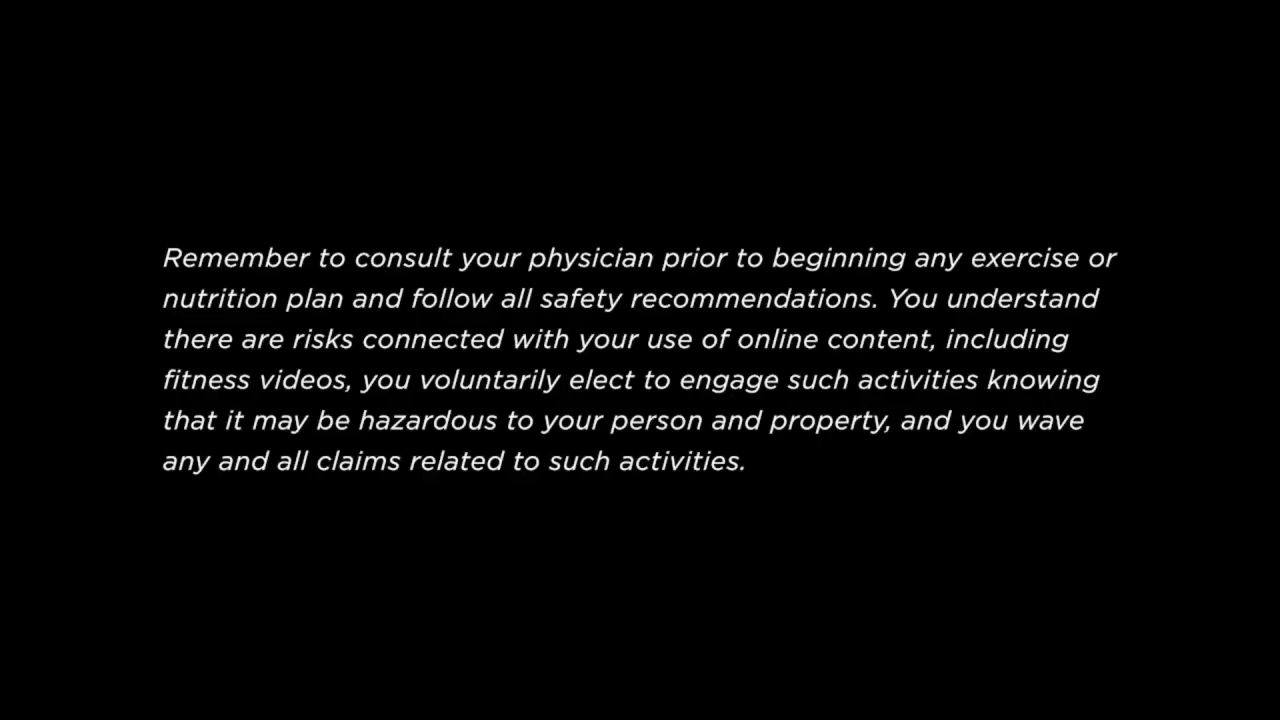 Remember to consult your physician prior to beginning any exercise or
nutrition plan and follow all safety recommendations. You understand
there are risks connected with your use of online content, including
fitness videos, you voluntarily elect to engage such activities knowing
that it may be hazardous to your person and property, and you wave
any and all claims related to such activities.